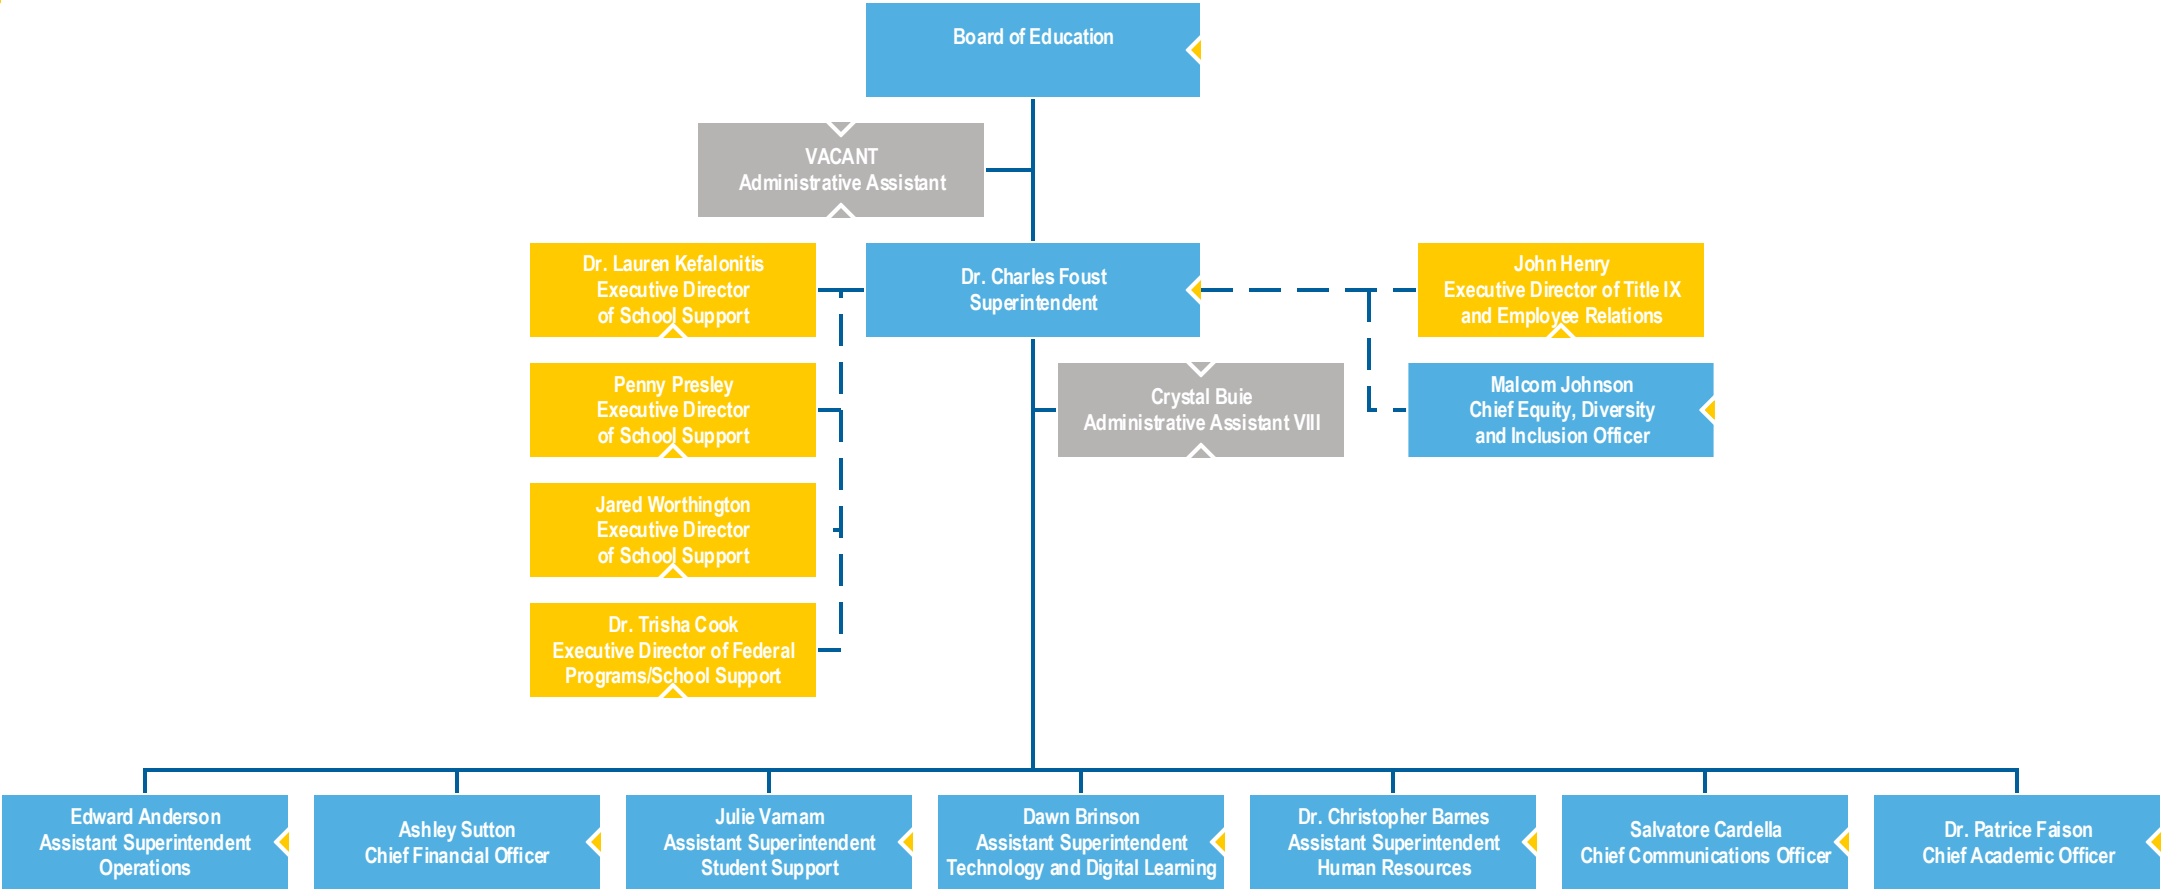 Board of Education
VACANT
Administrative Assistant
Dr. Lauren Kefalonitis
Executive Director
of School Support
Dr. Charles Foust
Superintendent
John Henry
Executive Director of Title IX
and Employee Relations
Penny Presley
Executive Director
of School Support
Crystal Buie
Administrative Assistant VIII
Malcom Johnson
Chief Equity, Diversity
and Inclusion Officer
Jared Worthington
Executive Director
of School Support
Dr. Trisha Cook
Executive Director of Federal
Programs/School Support
Edward Anderson
Assistant Superintendent
Operations
Ashley Sutton
Chief Financial Officer
Julie Varnam
Assistant Superintendent
Student Support
Dawn Brinson
Assistant Superintendent
Technology and Digital Learning
Dr. Christopher Barnes
Assistant Superintendent
Human Resources
Salvatore Cardella
Chief Communications Officer
Dr. Patrice Faison
Chief Academic Officer